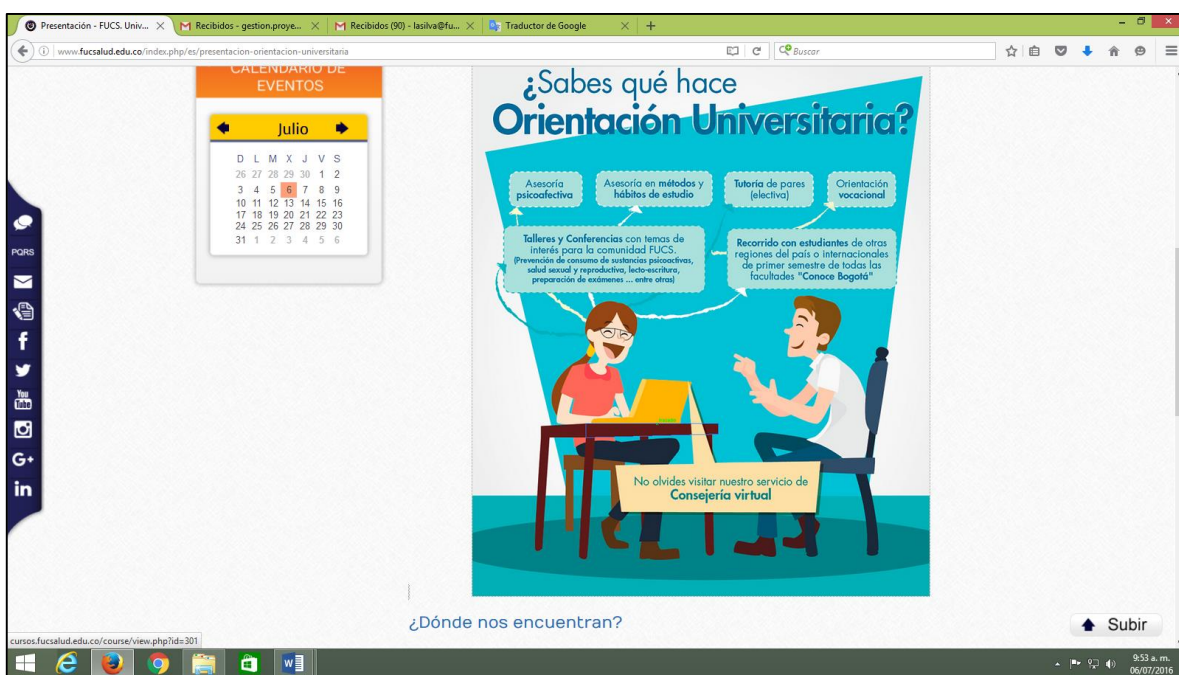 Presentación - FUCS. Univ...
Recibidos - gestion.proye...
Recibidos (90) - lasilva@fu...
Traductor de Google
www.fucsalud.edu.co/index.php/es/presentacion-orientacion-universitaria
Buscar
CALENDARIO DE
EVENTOS
Julio
D L M X J V S
26 27 28 29 30 1 2
3 4 5 6 7 8 9
10 11 12 13 14 15 16
17 18 19 20 21 22 23
24 25 26 27 28 29 30
31 1 2 3 4 5 6
PQRS
You
Tube
G+
in
¿Sabes qué hace
Orientación Universitaria?
Asesoría
psicoafectiva
Asesoría en métodos y
hábitos de estudio
Tutoría de pares
(electiva)
Orientación
vocacional
Talleres y Conferencias con temas de
interés para la comunidad FUCS.
(Prevención de consumo de sustancias psicoactivas,
salud sexual y reproductiva, lecto-escritura,
preparación de exámenes ... entre otras)
Recorrido con estudiantes de otras
regiones del país o internacionales
de primer semestre de todas las
facultades "Conoce Bogotá"
No olvides visitar nuestro servicio de
Consejería virtual
¿Dónde nos encuentran?
Subir
cursos.fucsalud.edu.co/course/view.php?id=301
9:53 a. m.
06/07/2016